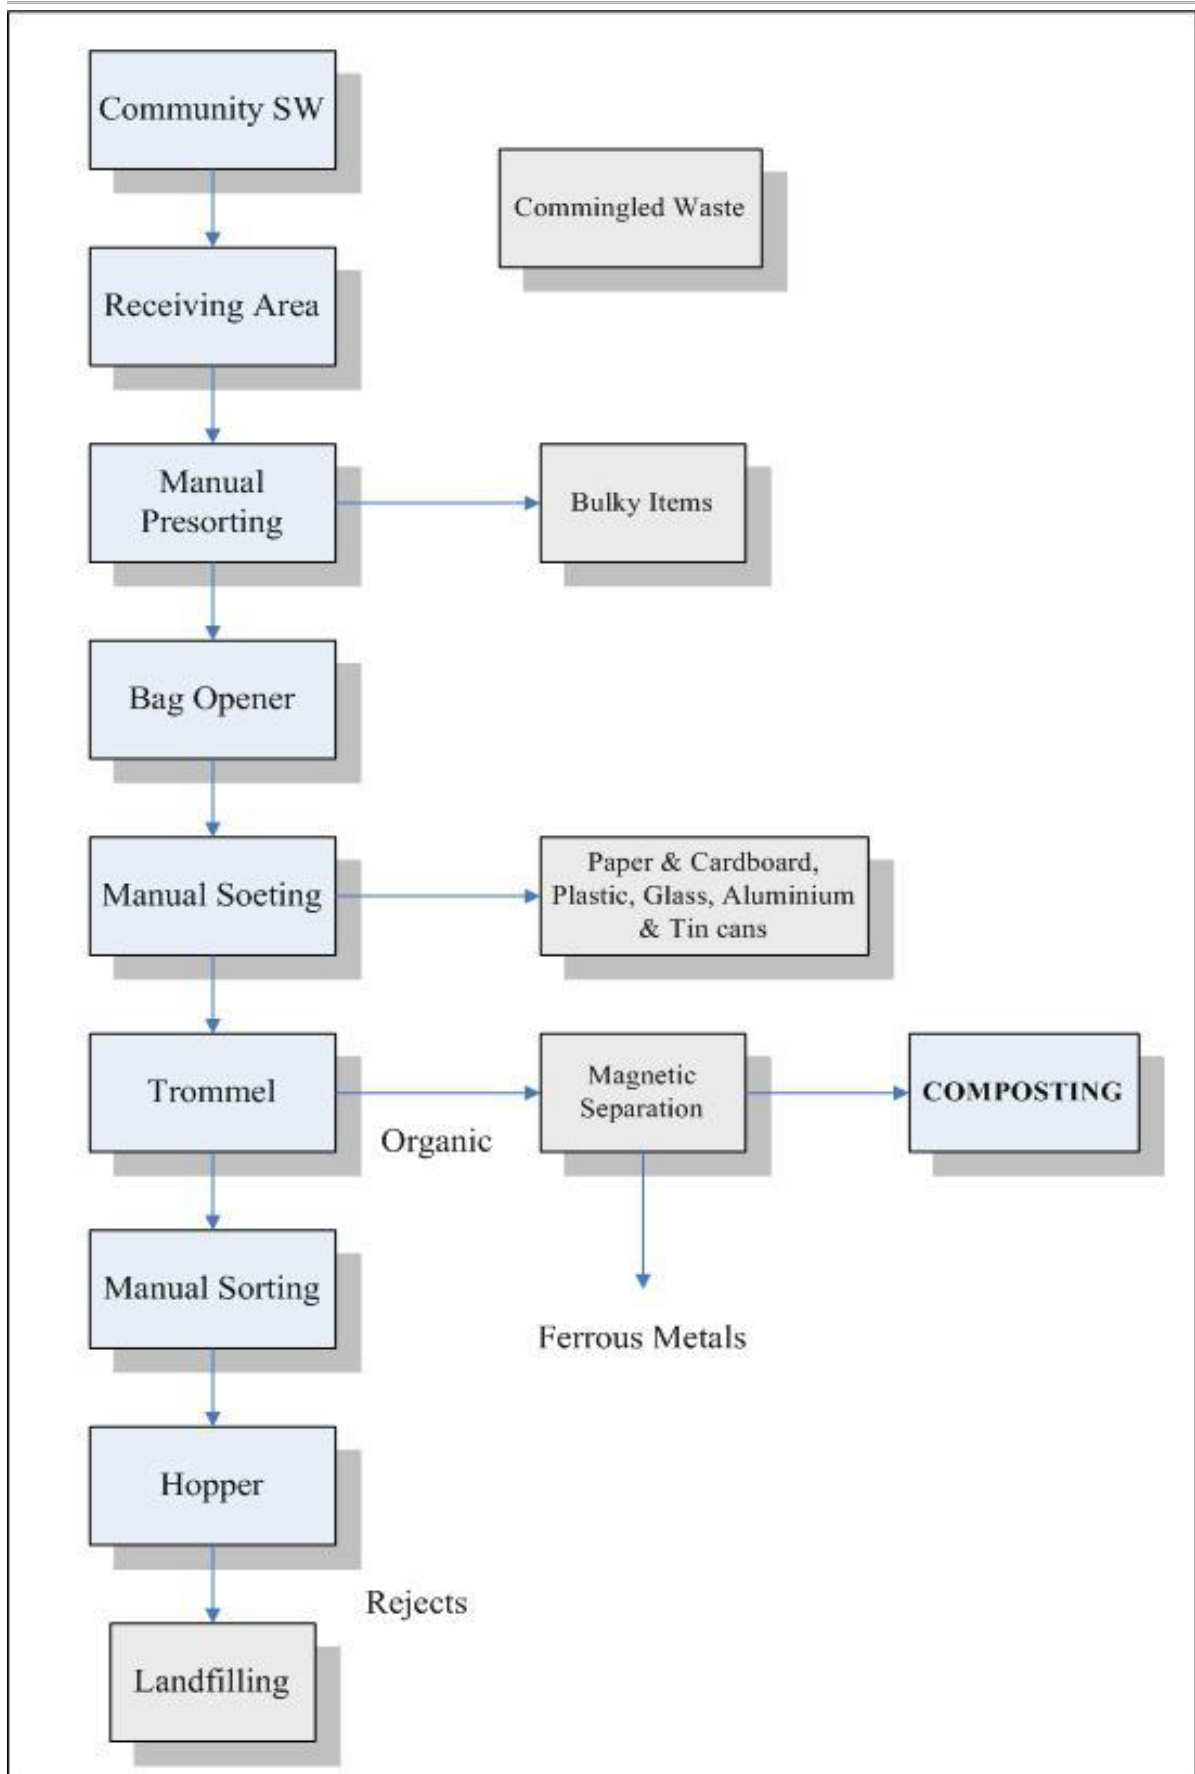 Community SW
Commingled Waste
Receiving Area
Manual
Presorting
Bulky Items
Bag Opener
Manual Soeting
Paper & Cardboard,
Plastic, Glass, Aluminium
& Tin cans
Trommel
Organic
Magnetic
Separation
COMPOSTING
Manual Sorting
Ferrous Metals
Hopper
Rejects
Landfilling